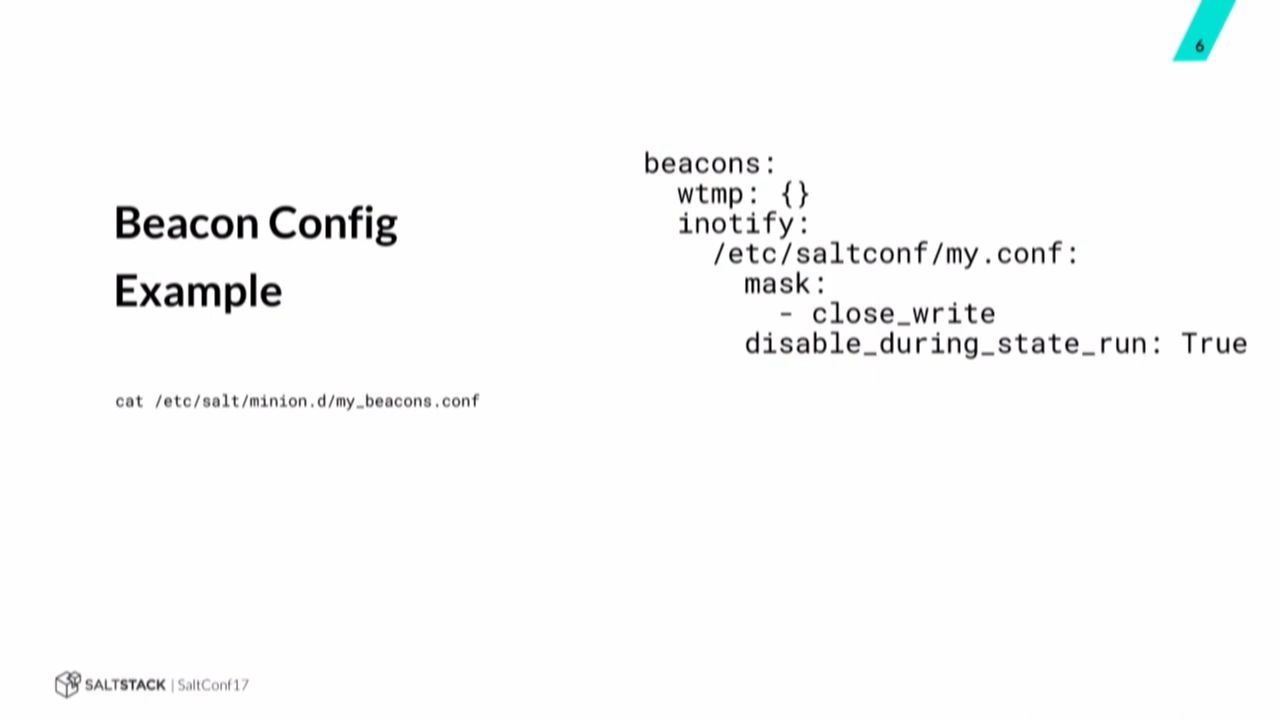 6
Beacon Config
Example
cat /etc/salt/minion.d/my_beacons.conf
beacons:
  wtmp: {}
  inotify:
    /etc/saltconf/my.conf:
      mask:
        - close_write
      disable_during_state_run: True
SALTSTACK | SaltConf17